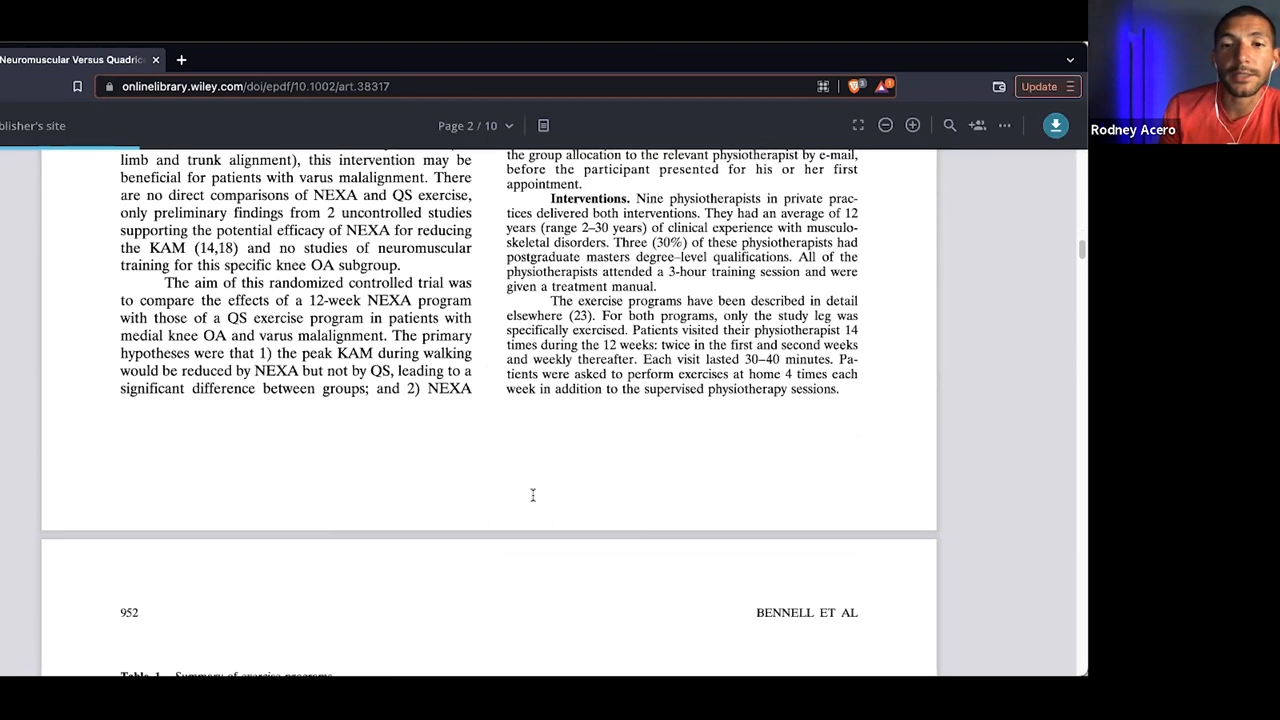 Neuromuscular Versus Quadric
onlinelibrary.wiley.com/doi/epdf/10.1002/art.38317
3
1
Update
blisher's site
Page 2 / 10
Rodney Acero
limb and trunk alignment), this intervention may be
beneficial for patients with varus malalignment. There
are no direct comparisons of NEXA and QS exercise,
only preliminary findings from 2 uncontrolled studies
supporting the potential efficacy of NEXA for reducing
the KAM (14,18) and no studies of neuromuscular
training for this specific knee OA subgroup.
The aim of this randomized controlled trial was
to compare the effects of a 12-week NEXA program
with those of a QS exercise program in patients with
medial knee OA and varus malalignment. The primary
hypotheses were that 1) the peak KAM during walking
would be reduced by NEXA but not by QS, leading to a
significant difference between groups; and 2) NEXA
the group allocation to the relevant physiotherapist by e-mail,
before the participant presented for his or her first
appointment.
Interventions. Nine physiotherapists in private prac-
tices delivered both interventions. They had an average of 12
years (range 2–30 years) of clinical experience with musculo-
skeletal disorders. Three (30%) of these physiotherapists had
postgraduate masters degree–level qualifications. All of the
physiotherapists attended a 3-hour training session and were
given a treatment manual.
The exercise programs have been described in detail
elsewhere (23). For both programs, only the study leg was
specifically exercised. Patients visited their physiotherapist 14
times during the 12 weeks: twice in the first and second weeks
and weekly thereafter. Each visit lasted 30–40 minutes. Pa-
tients were asked to perform exercises at home 4 times each
week in addition to the supervised physiotherapy sessions.
952
BENNELL ET AL
Table 1. Summary of exercise programs